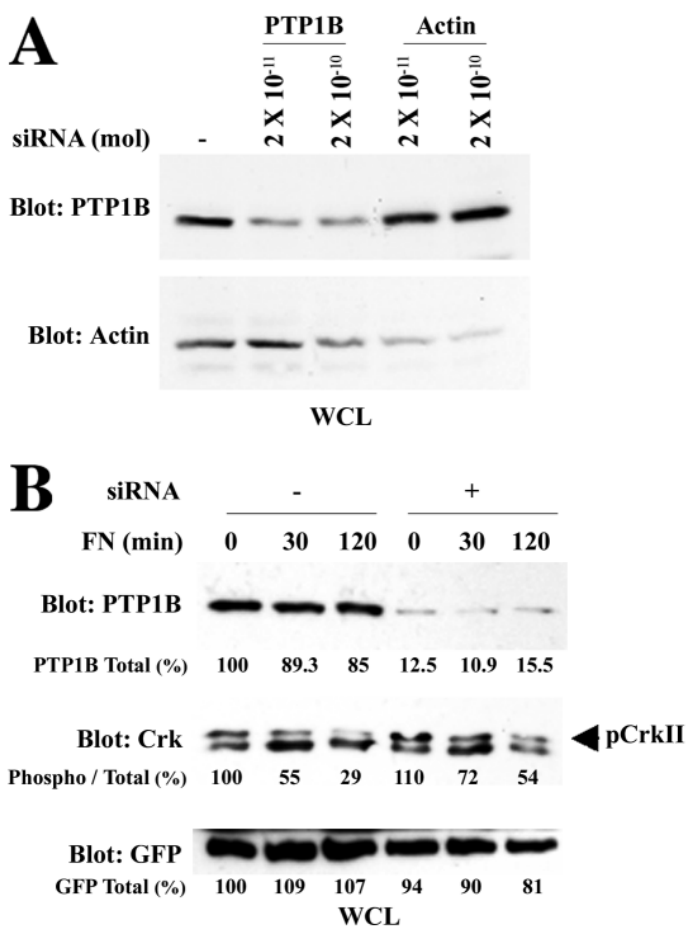 A
PTP1B Actin
siRNA (mol) - 2 X 10-11 2 X 10-10 2 X 10-11 2 X 10-10
Blot: PTP1B
Blot: Actin
WCL
B
siRNA - +
FN (min) 0 30 120 0 30 120
Blot: PTP1B
PTP1B Total (%) 100 89.3 85 12.5 10.9 15.5
Blot: Crk pCrkII
Phospho / Total (%) 100 55 29 110 72 54
Blot: GFP
GFP Total (%) 100 109 107 94 90 81
WCL